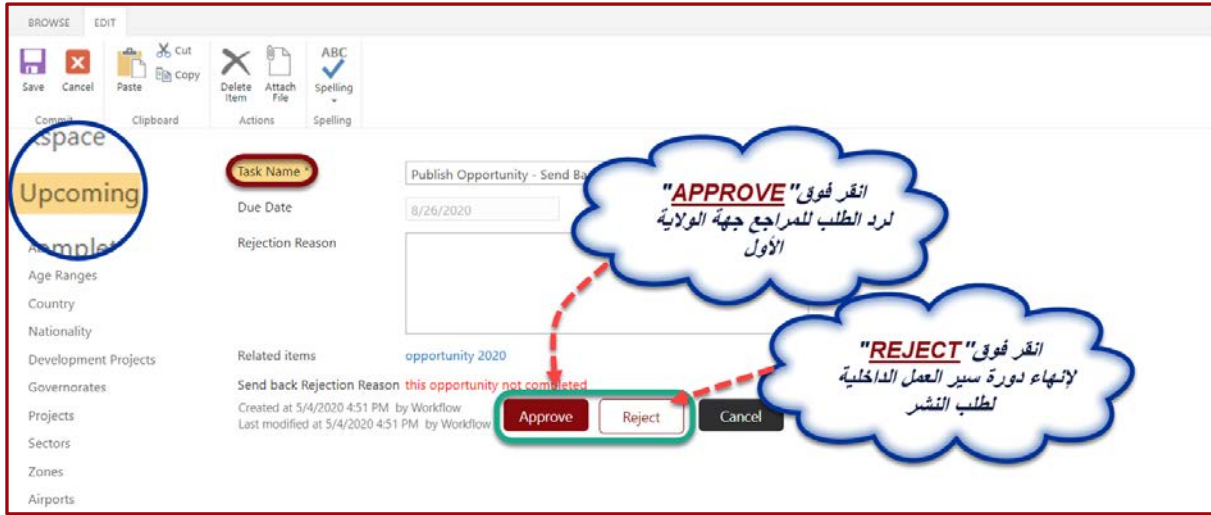 BROWSE EDIT
Save Cancel Paste Cut Copy Delete Item Attach File ABC Spelling
Commit Clipboard Actions Spelling
Upcoming
Task Name *
Publish Opportunity - Send
Due Date
8/26/2020
Rejection Reason
انقر فوق "APPROVE"
لرد الطلب للمراجع جهة الولاية
الأول
Age Ranges
Country
Nationality
Development Projects
Governorates
Projects
Sectors
Zones
Airports
انقر فوق "REJECT"
لإنهاء دورة سير العمل الداخلية
لطلب النشر
Related items opportunity 2020
Send back Rejection Reason this opportunity not completed
Created at 5/4/2020 4:51 PM by Workflow
Last modified at 5/4/2020 4:51 PM by Workflow
Approve Reject Cancel